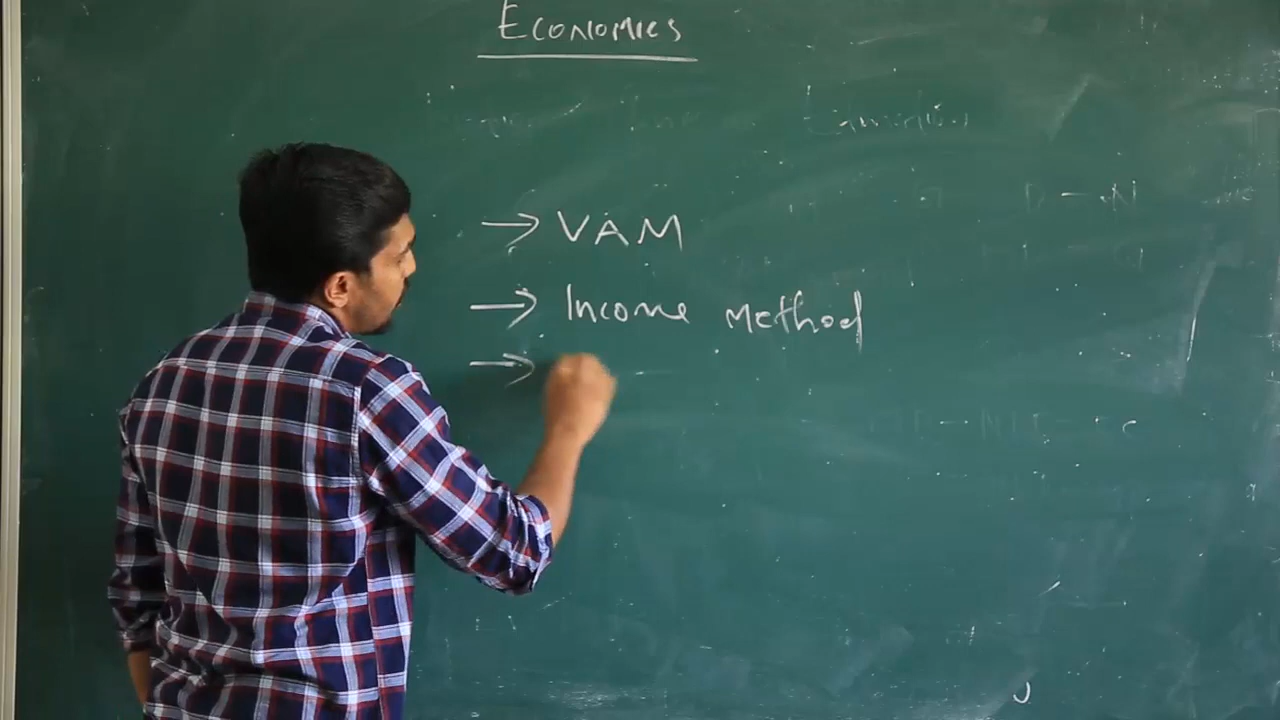 Economics
→ VAM
→ Income Method
→